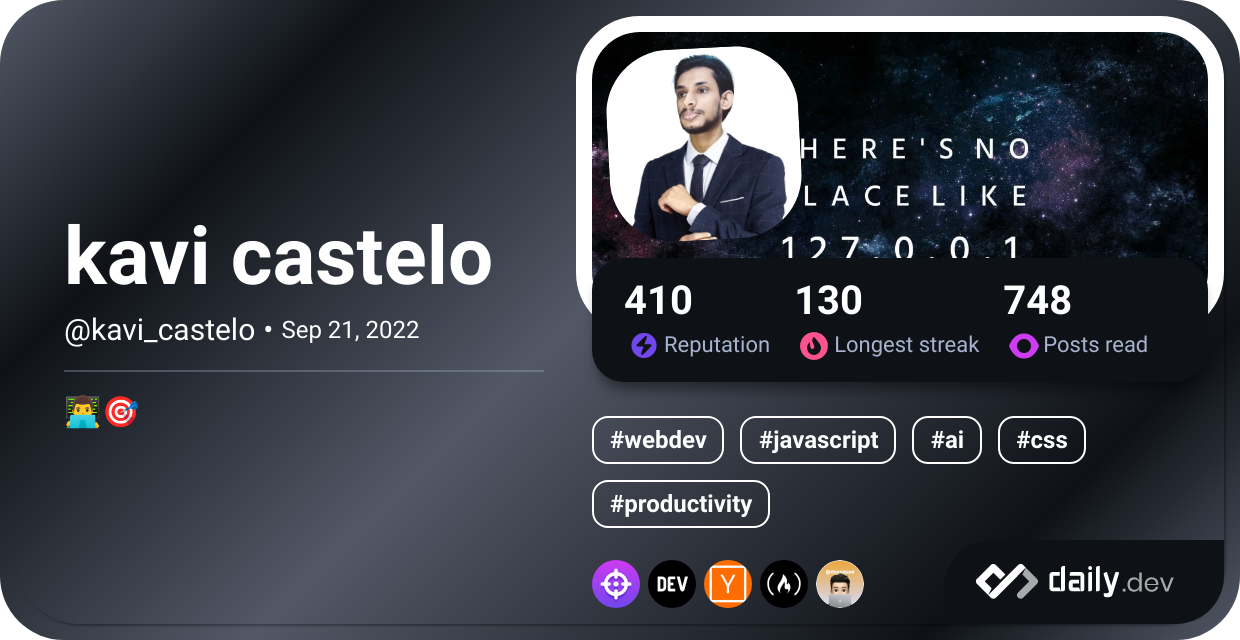 kavi castelo
@kavi_castelo • Sep 21, 2022
HERE'S NO
LACE LIKE
127.0.0.1
410
130
748
Reputation
Longest streak
Posts read
#webdev
#javascript
#ai
#css
#productivity
DEV
Y
daily.dev